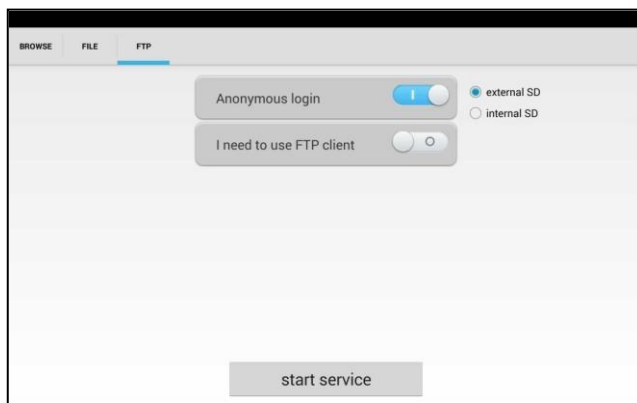 BROWSE FILE FTP
Anonymous login
external SD
internal SD
I need to use FTP client
start service